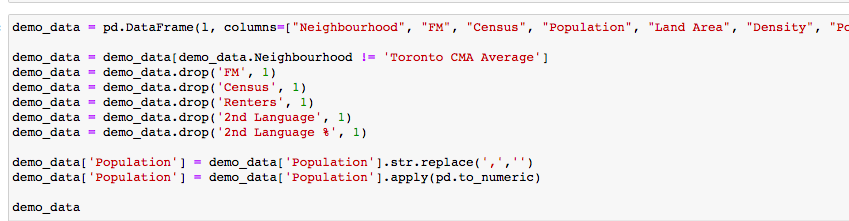 demo_data = pd.DataFrame(l, columns=["Neighbourhood", "FM", "Census", "Population", "Land Area", "Density", "Po
demo_data = demo_data[demo_data.Neighbourhood != 'Toronto CMA Average']
demo_data = demo_data.drop('FM', 1)
demo_data = demo_data.drop('Census', 1)
demo_data = demo_data.drop('Renters', 1)
demo_data = demo_data.drop('2nd Language', 1)
demo_data = demo_data.drop('2nd Language %', 1)
demo_data['Population'] = demo_data['Population'].str.replace(',','')
demo_data['Population'] = demo_data['Population'].apply(pd.to_numeric)
demo_data